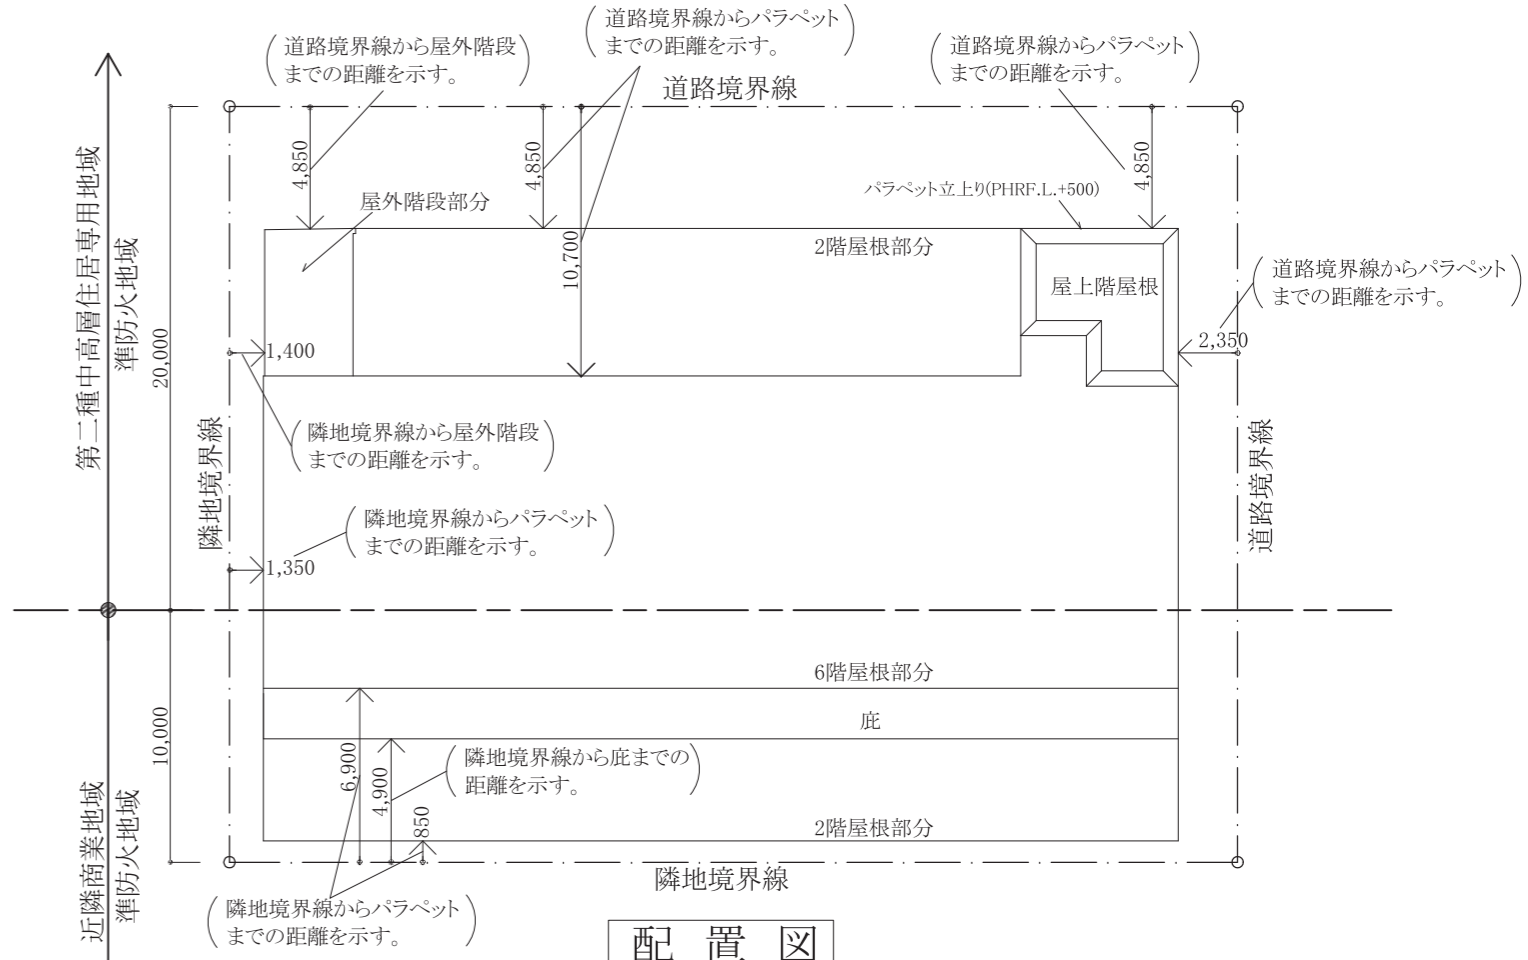 道路境界線から屋外階段
までの距離を示す。
道路境界線からパラペット
までの距離を示す。
道路境界線からパラペット
までの距離を示す。
道路境界線
4,850
4,850
4,850
屋外階段部分
パラペット立上り(PHRF.L.+500)
2階屋根部分
10,700
屋上階屋根
道路境界線からパラペット
までの距離を示す。
2,350
第二種中高層住居専用地域
準防火地域
20,000
1,400
隣地境界線から屋外階段
までの距離を示す。
隣地境界線
道路境界線
隣地境界線からパラペット
までの距離を示す。
1,350
6階屋根部分
庇
10,000
6,900
4,900
850
隣地境界線から庇までの
距離を示す。
2階屋根部分
近隣商業地域
準防火地域
隣地境界線
隣地境界線からパラペット
までの距離を示す。
配置図